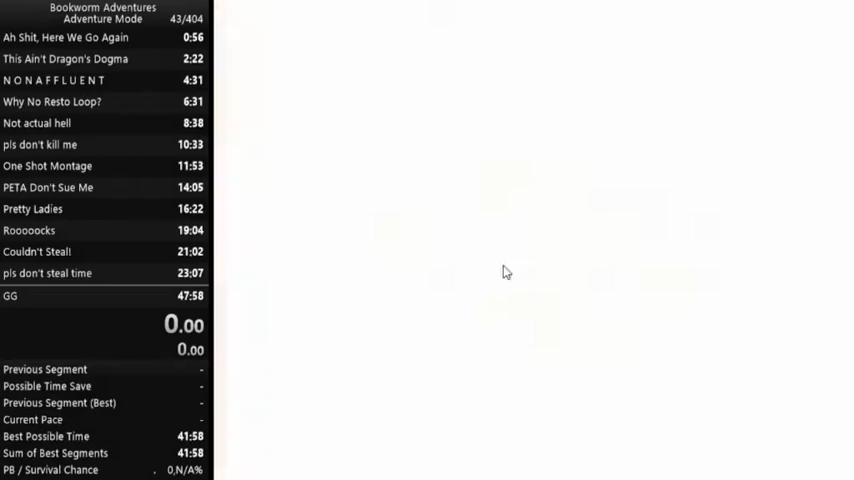 Bookworm Adventures
Adventure Mode 43/404
Ah Shit, Here We Go Again 0:56
This Ain't Dragon's Dogma 2:22
N O N A F F L U E N T 4:31
Why No Resto Loop? 6:31
Not actual hell 8:38
pls don't kill me 10:33
One Shot Montage 11:53
PETA Don't Sue Me 14:05
Pretty Ladies 16:22
Rooooocks 19:04
Couldn't Steal! 21:02
pls don't steal time 23:07
GG 47:58
0.00
0.00
Previous Segment -
Possible Time Save -
Previous Segment (Best) -
Current Pace -
Best Possible Time 41:58
Sum of Best Segments 41:58
PB / Survival Chance . 0,N/A%